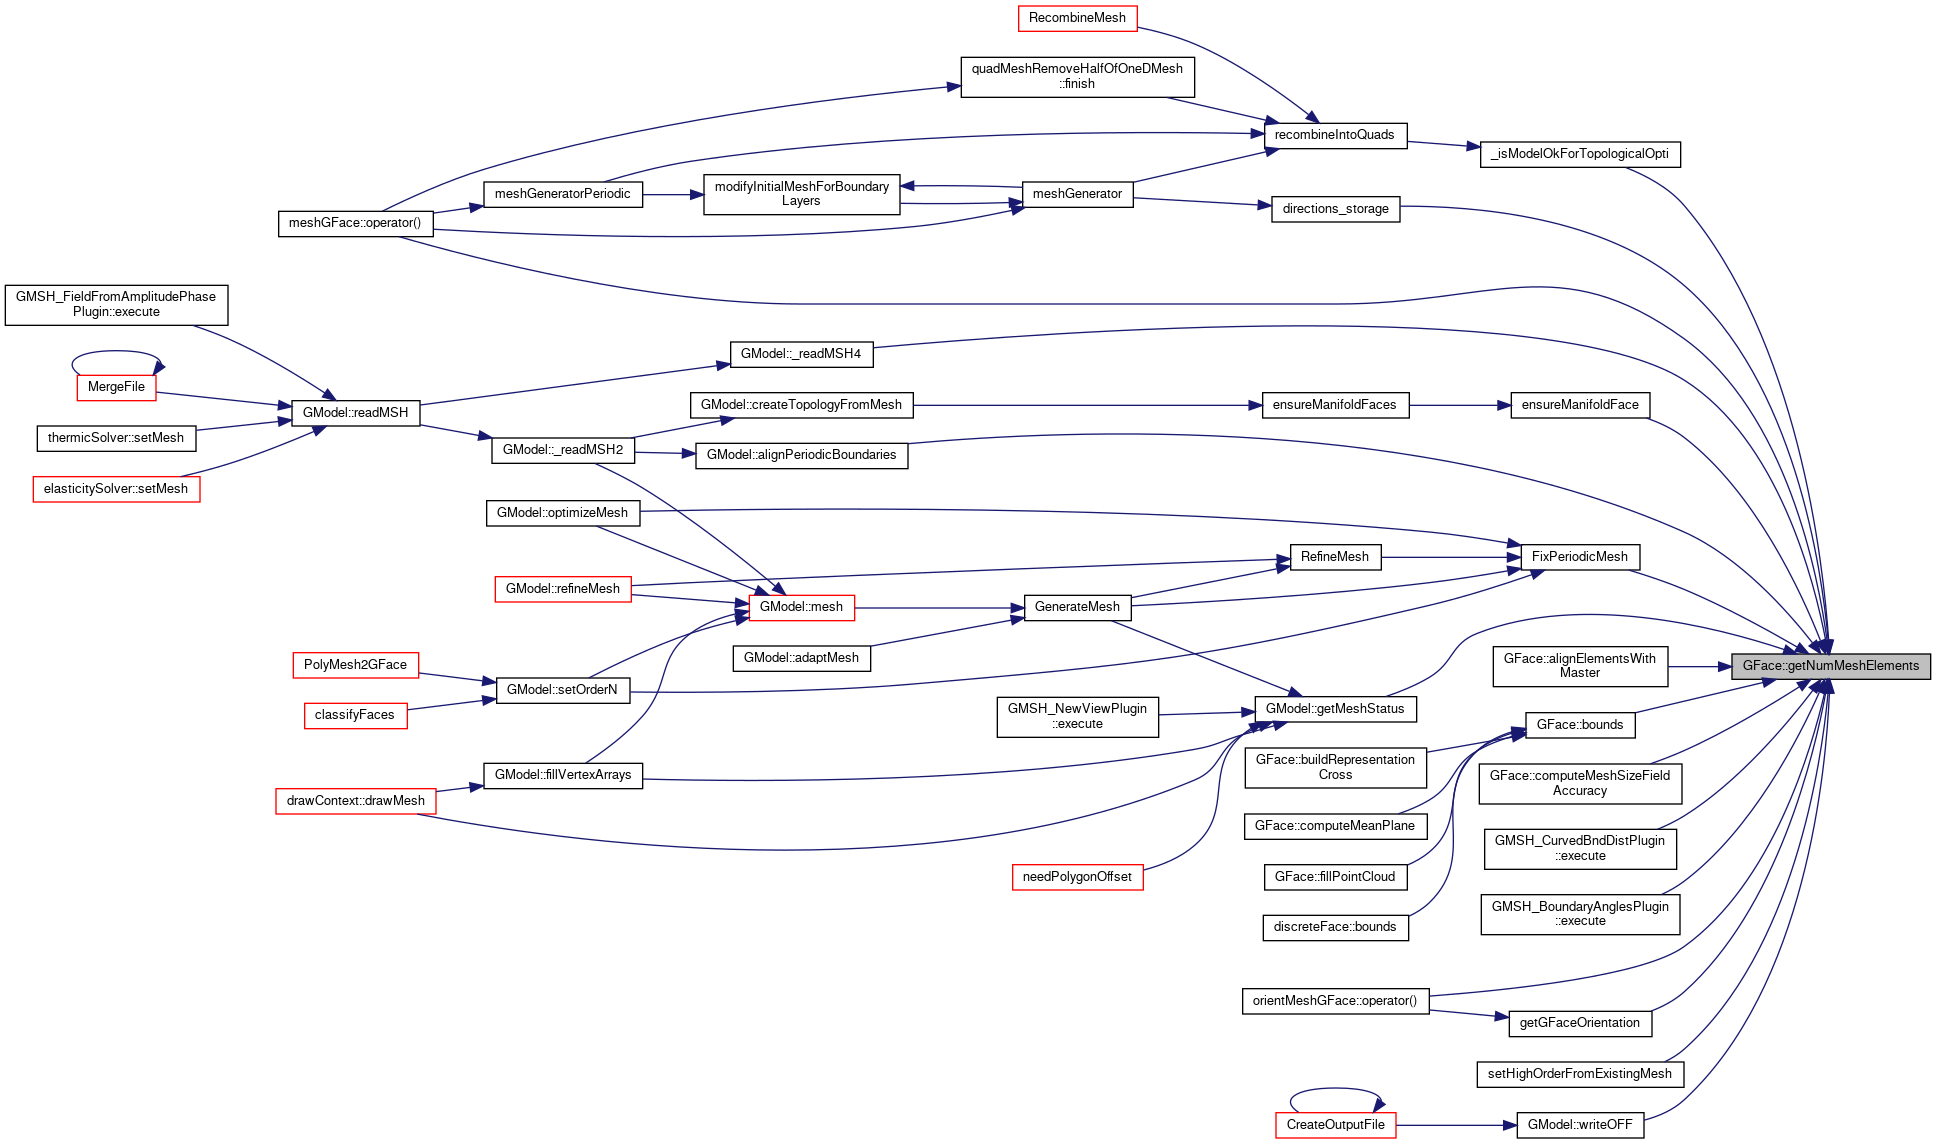 RecombineMesh
quadMeshRemoveHalfOfOneDMesh
::finish
recombineIntoQuads
_isModelOkForTopologicalOpti
meshGeneratorPeriodic
modifyInitialMeshForBoundary
Layers
meshGenerator
directions_storage
meshGFace::operator()
GMSH_FieldFromAmplitudePhase
Plugin::execute
GModel::_readMSH4
MergeFile
GModel::readMSH
GModel::createTopologyFromMesh
ensureManifoldFaces
ensureManifoldFace
thermicSolver::setMesh
GModel::_readMSH2
GModel::alignPeriodicBoundaries
elasticitySolver::setMesh
GModel::optimizeMesh
RefineMesh
FixPeriodicMesh
GModel::refineMesh
GModel::mesh
GenerateMesh
PolyMesh2GFace
GModel::adaptMesh
GFace::alignElementsWith
Master
GFace::getNumMeshElements
GModel::setOrderN
classifyFaces
GMSH_NewViewPlugin
::execute
GModel::getMeshStatus
GFace::bounds
GModel::fillVertexArrays
GFace::buildRepresentation
Cross
GFace::computeMeshSizeField
Accuracy
drawContext::drawMesh
GFace::computeMeanPlane
GMSH_CurvedBndDistPlugin
::execute
needPolygonOffset
GFace::fillPointCloud
GMSH_BoundaryAnglesPlugin
::execute
discreteFace::bounds
orientMeshGFace::operator()
getGFaceOrientation
setHighOrderFromExistingMesh
CreateOutputFile
GModel::writeOFF